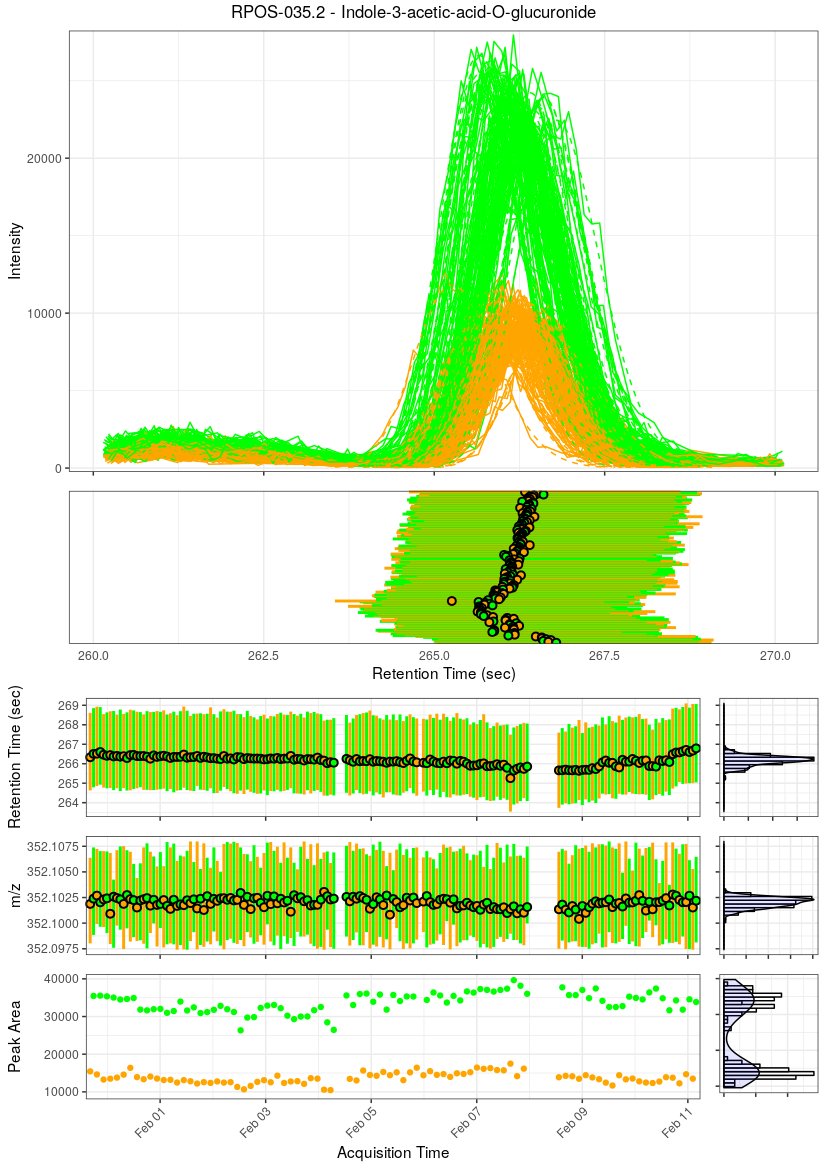 RPOS-035.2 - Indole-3-acetic-acid-O-glucuronide
Intensity
20000
10000
0
260.0 262.5 265.0 267.5 270.0
Retention Time (sec)
Retention Time (sec)
269
268
267
266
265
264
m/z
352.1075
352.1050
352.1025
352.1000
352.0975
Peak Area
40000
30000
20000
10000
Feb 01 Feb 03 Feb 05 Feb 07 Feb 09 Feb 11
Acquisition Time